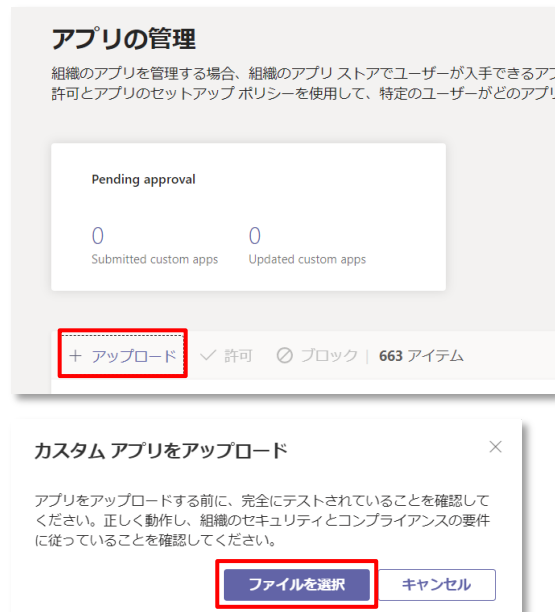 アプリの管理
組織のアプリを管理する場合、組織のアプリ ストアでユーザーが入手できるア
許可とアプリのセットアップ ポリシーを使用して、特定のユーザーがどのアプリ
Pending approval
0 0
Submitted custom apps Updated custom apps
+ アップロード 許可 ブロック | 663 アイテム
カスタム アプリをアップロード
アプリをアップロードする前に、完全にテストされていることを確認して
ください。正しく動作し、組織のセキュリティとコンプライアンスの要件
に従っていることを確認してください。
ファイルを選択 キャンセル